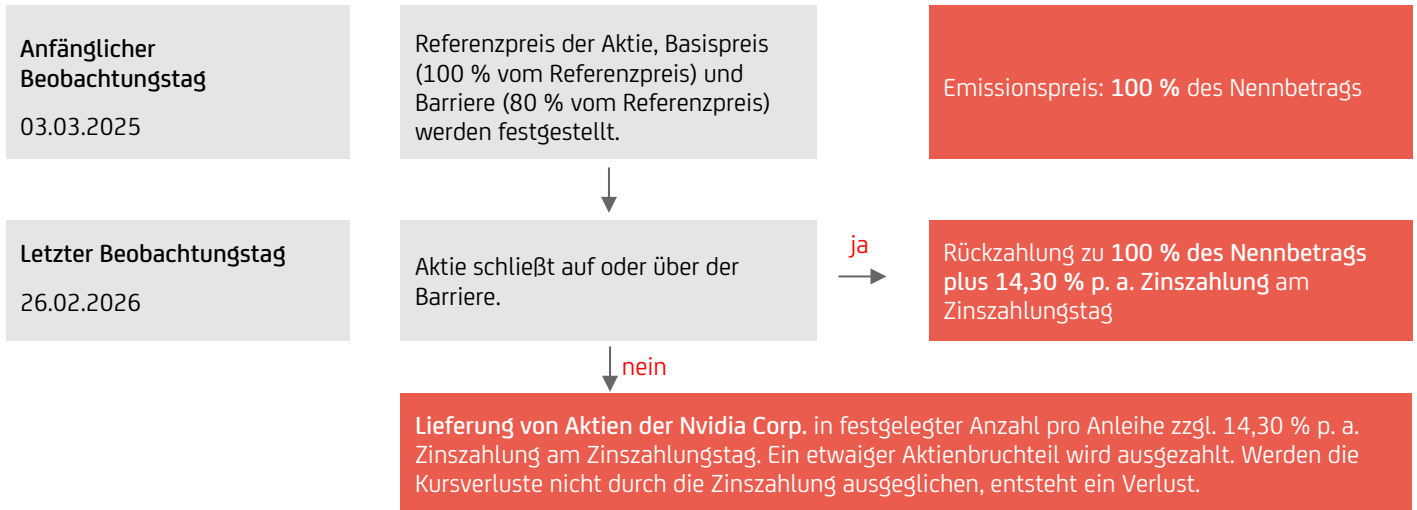 Anfänglicher
Beobachtungstag
03.03.2025
Referenzpreis der Aktie, Basispreis
(100 % vom Referenzpreis) und
Barriere (80 % vom Referenzpreis)
werden festgestellt.
Emissionspreis: 100 % des Nennbetrags
Letzter Beobachtungstag
26.02.2026
Aktie schließt auf oder über der
Barriere.
ja
Rückzahlung zu 100 % des Nennbetrags
plus 14,30 % p. a. Zinszahlung am
Zinszahlungstag
nein
Lieferung von Aktien der Nvidia Corp. in festgelegter Anzahl pro Anleihe zzgl. 14,30 % p. a.
Zinszahlung am Zinszahlungstag. Ein etwaiger Aktienbruchteil wird ausgezahlt. Werden die
Kursverluste nicht durch die Zinszahlung ausgeglichen, entsteht ein Verlust.